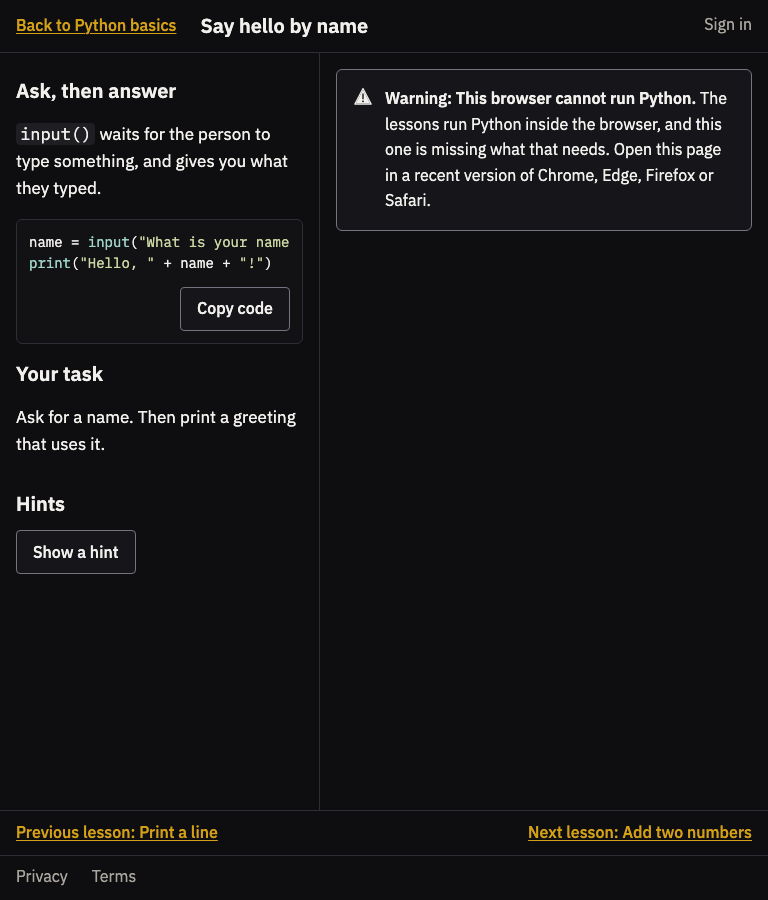 Back to Python basics
Say hello by name
Sign in
Ask, then answer
input() waits for the person to
type something, and gives you what
they typed.
name = input("What is your name
print("Hello, " + name + "!")
Copy code
Your task
Ask for a name. Then print a greeting
that uses it.
Hints
Show a hint
Warning: This browser cannot run Python. The
lessons run Python inside the browser, and this
one is missing what that needs. Open this page
in a recent version of Chrome, Edge, Firefox or
Safari.
Previous lesson: Print a line
Next lesson: Add two numbers
Privacy
Terms